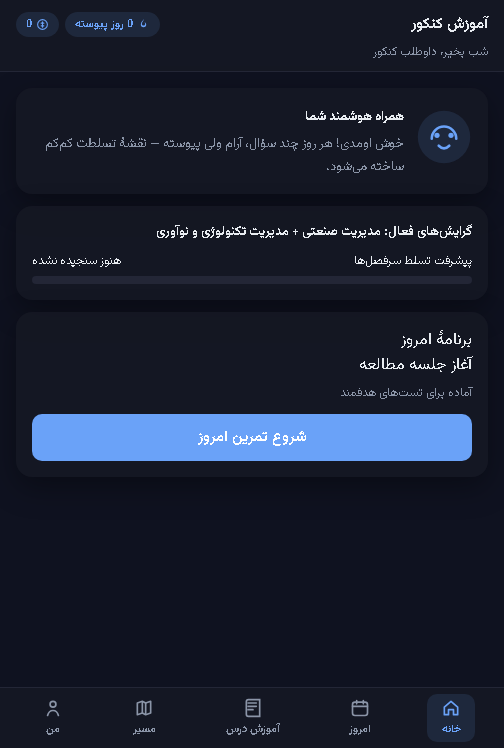 آموزش کنکور
شب بخیر، داوطلب کنکور
0 روز پیوسته
0
همراه هوشمند شما
خوش اومدی! هر روز چند سؤال، آرام ولی پیوسته — نقشهٔ تسلطت کم‌کم
ساخته می‌شود.
گرایش‌های فعال: مدیریت صنعتی + مدیریت تکنولوژی و نوآوری
پیشرفت تسلط سرفصل‌ها
هنوز سنجیده نشده
برنامهٔ امروز
آغاز جلسه مطالعه
آماده برای تست‌های هدفمند
شروع تمرین امروز
خانه
امروز
آموزش درس
مسیر
من